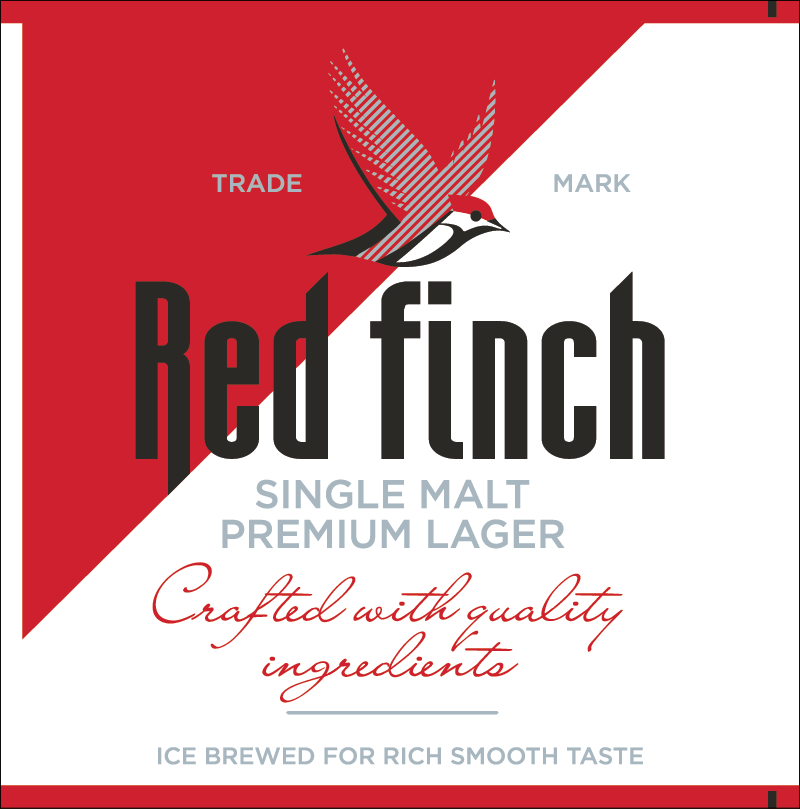 TRADE MARK
Red finch
SINGLE MALT
PREMIUM LAGER
Crafted with quality
ingredients
ICE BREWED FOR RICH SMOOTH TASTE